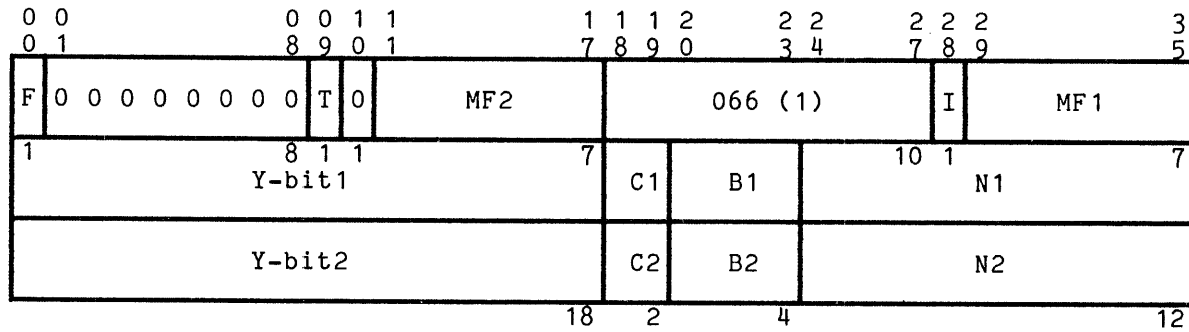 0 0 0 0 1 1 1 1 1 2 2 2 2 2 2 3
0 1 8 9 0 1 7 8 9 0 3 4 7 8 9 5
F 0 0 0 0 0 0 0 0 T 0 MF2 066 (1) I MF1
1 8 1 1 7 10 1 7
Y-bit1 C1 B1 N1
Y-bit2 C2 B2 N2
18 2 4 12